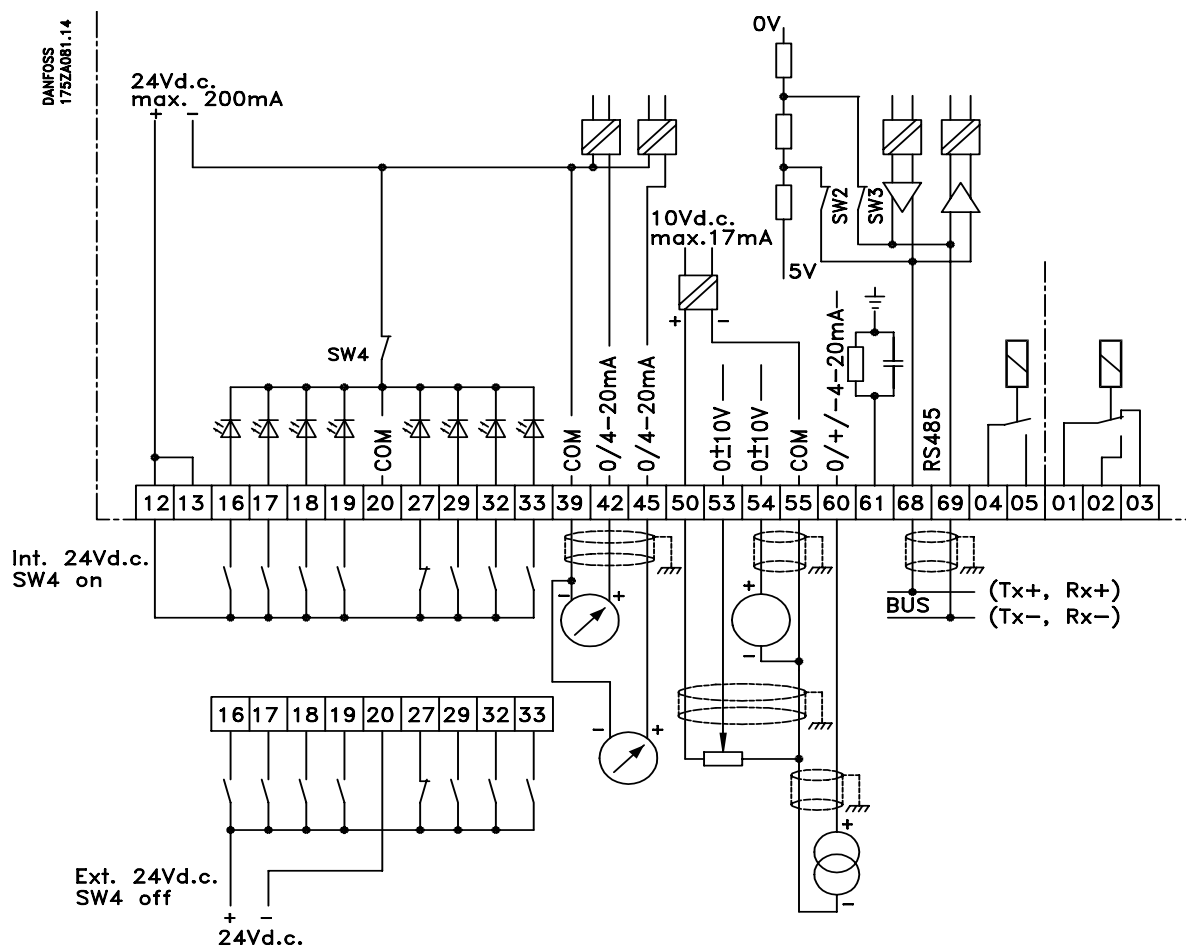 DANFOSS
175ZA081.14
24Vd.c.
max. 200mA
+ −
0V
SW2
SW3
10Vd.c.
max.17mA
5V
+ −
SW4
COM
COM
0/4−20mA
0/4−20mA
0±10V
0±10V
COM
0/+/−4−20mA
RS485
12 13 16 17 18 19 20 27 29 32 33 39 42 45 50 53 54 55 60 61 68 69 04 05 01 02 03
Int. 24Vd.c.
SW4 on
− +
+
−
BUS
(Tx+, Rx+)
(Tx−, Rx−)
16 17 18 19 20 27 29 32 33
− +
+
−
Ext. 24Vd.c.
SW4 off
+ −
24Vd.c.